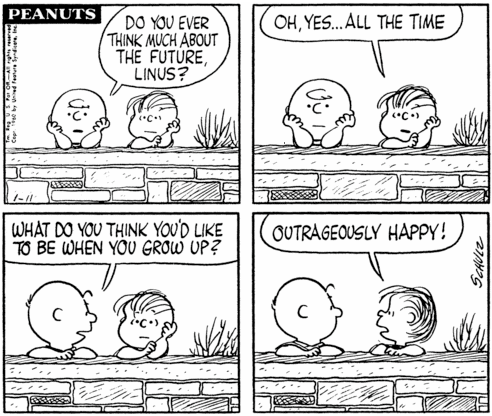 PEANUTS
DO YOU EVER
THINK MUCH ABOUT
THE FUTURE,
LINUS?
Tm. Reg. U. S. Pat Off.—All rights reserved
Copr. 1960 by United Feature Syndicate, Inc.
1-11
OH, YES... ALL THE TIME
WHAT DO YOU THINK YOU'D LIKE
TO BE WHEN YOU GROW UP?
OUTRAGEOUSLY HAPPY!
SCHULZ